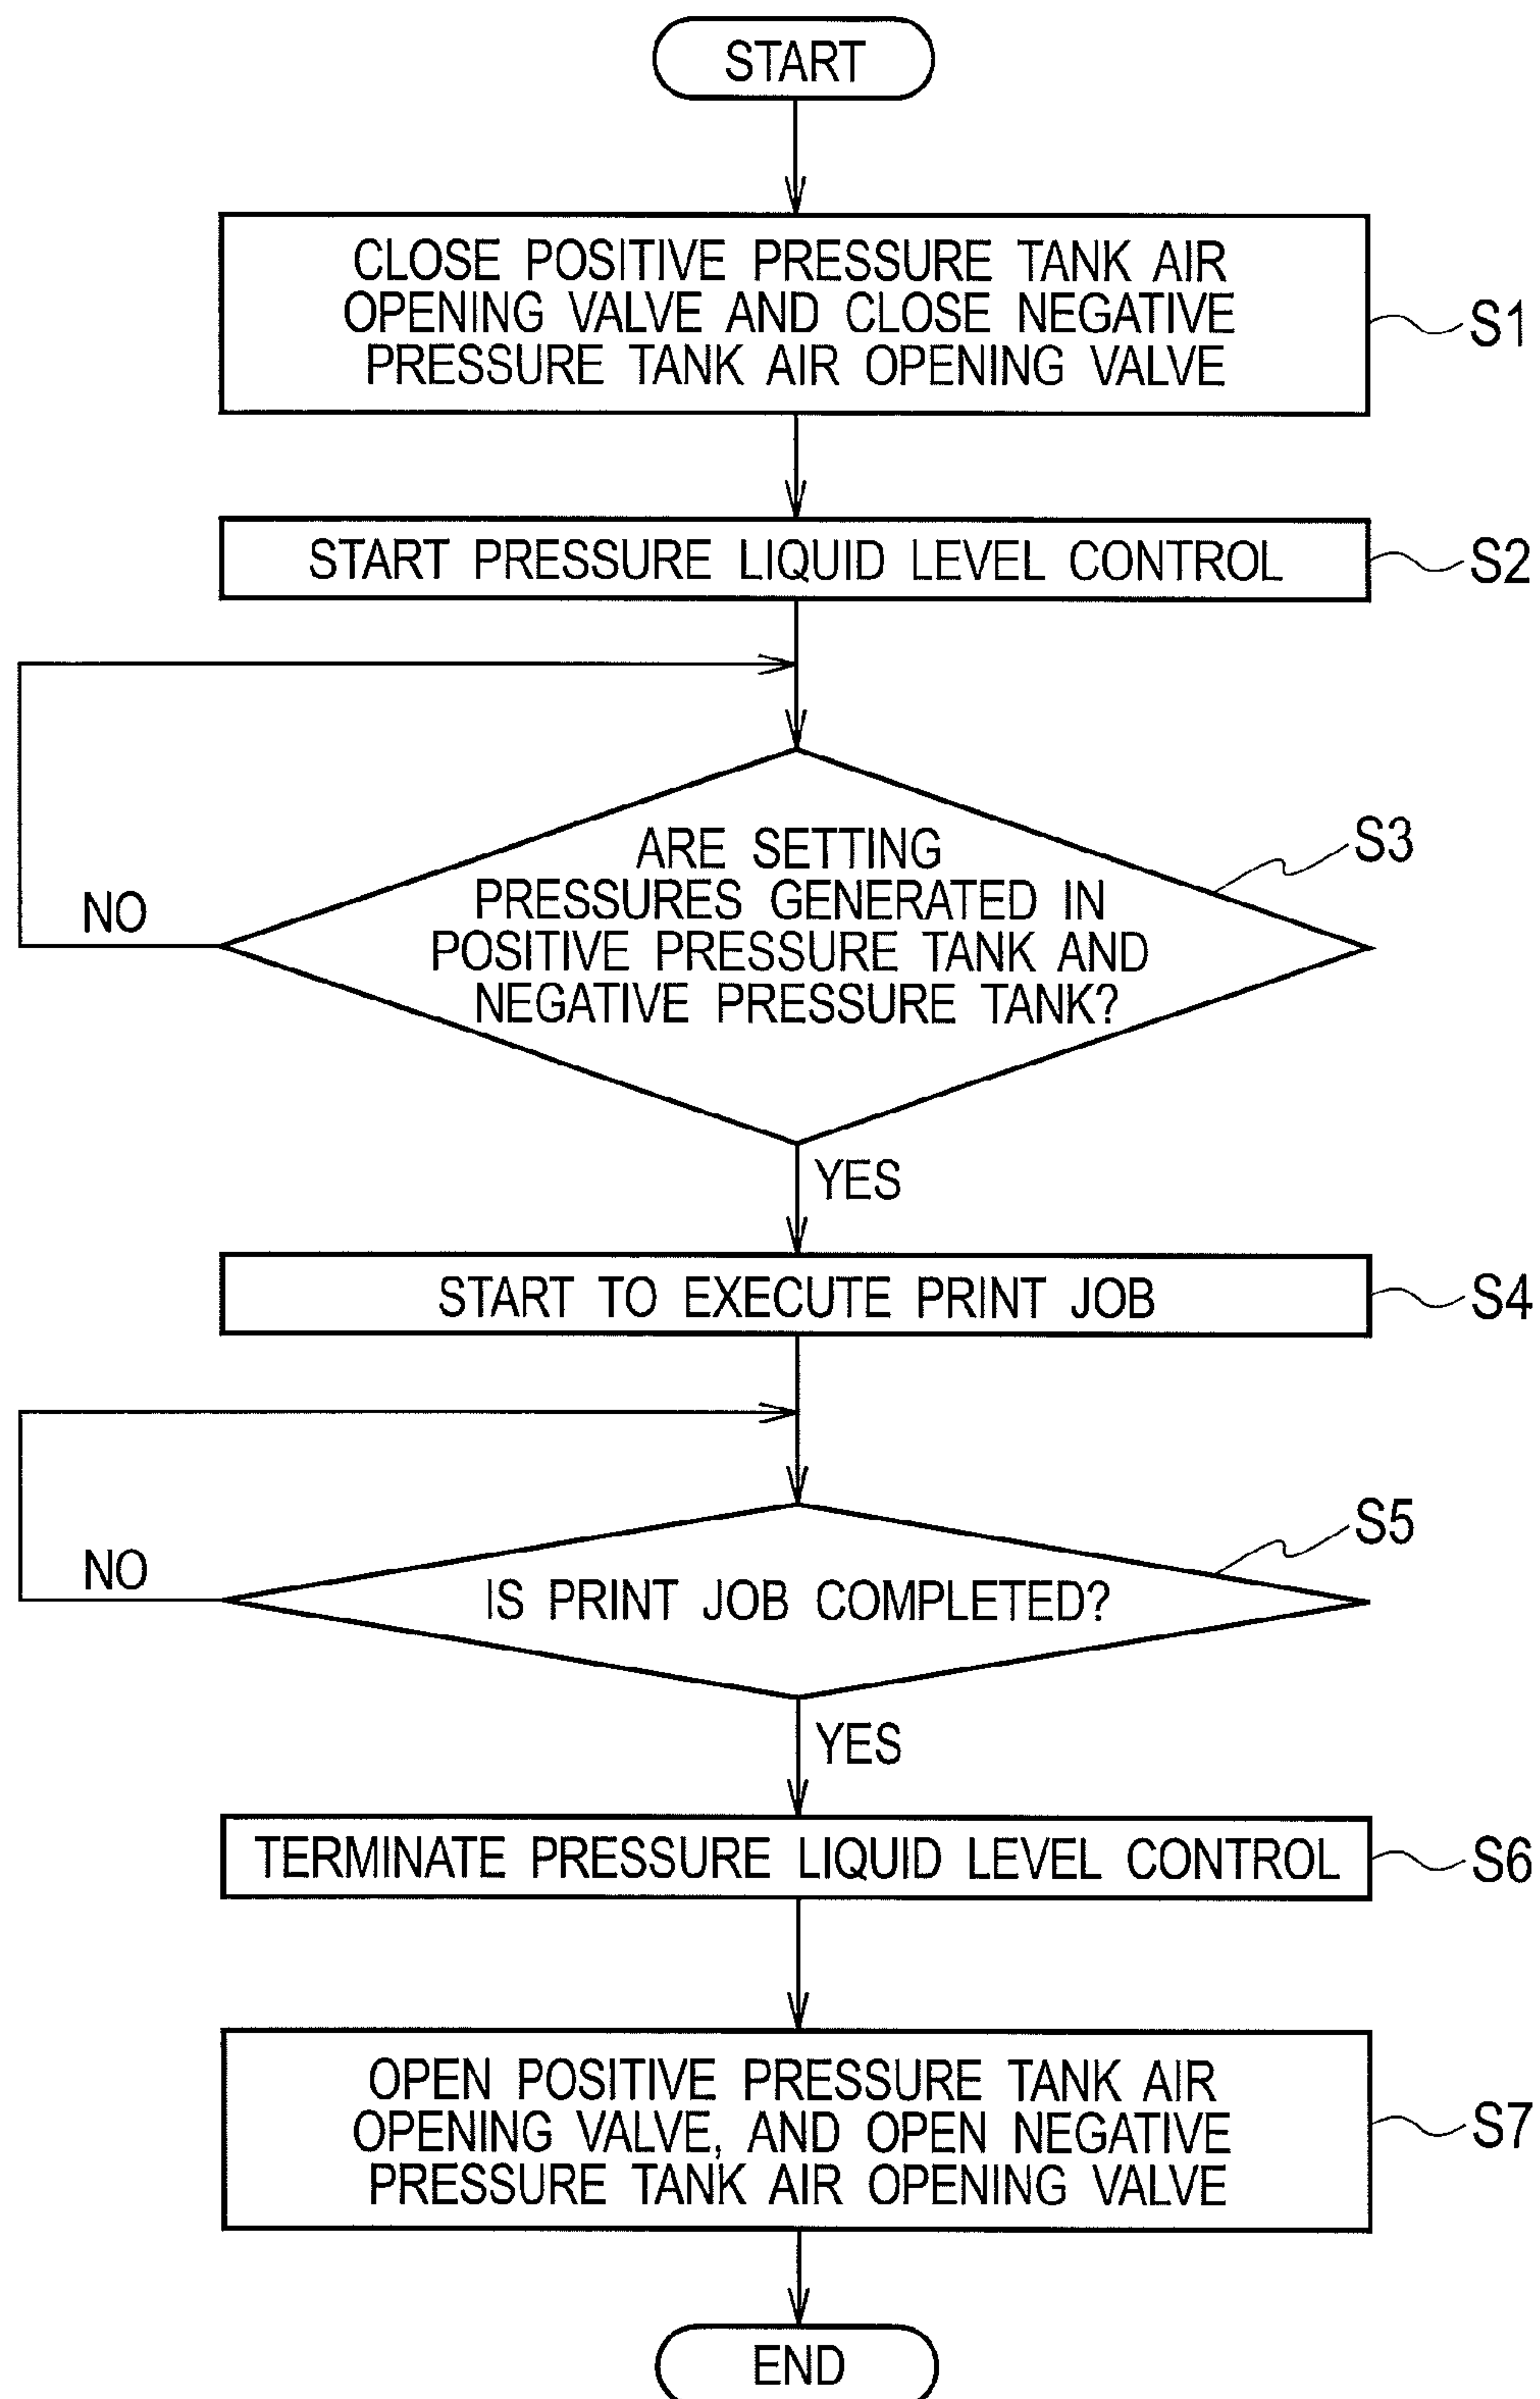 START
CLOSE POSITIVE PRESSURE TANK AIR
OPENING VALVE AND CLOSE NEGATIVE
PRESSURE TANK AIR OPENING VALVE
S1
START PRESSURE LIQUID LEVEL CONTROL
S2
ARE SETTING
PRESSURES GENERATED IN
POSITIVE PRESSURE TANK AND
NEGATIVE PRESSURE TANK?
S3
NO
YES
START TO EXECUTE PRINT JOB
S4
IS PRINT JOB COMPLETED?
S5
NO
YES
TERMINATE PRESSURE LIQUID LEVEL CONTROL
S6
OPEN POSITIVE PRESSURE TANK AIR
OPENING VALVE, AND OPEN NEGATIVE
PRESSURE TANK AIR OPENING VALVE
S7
END